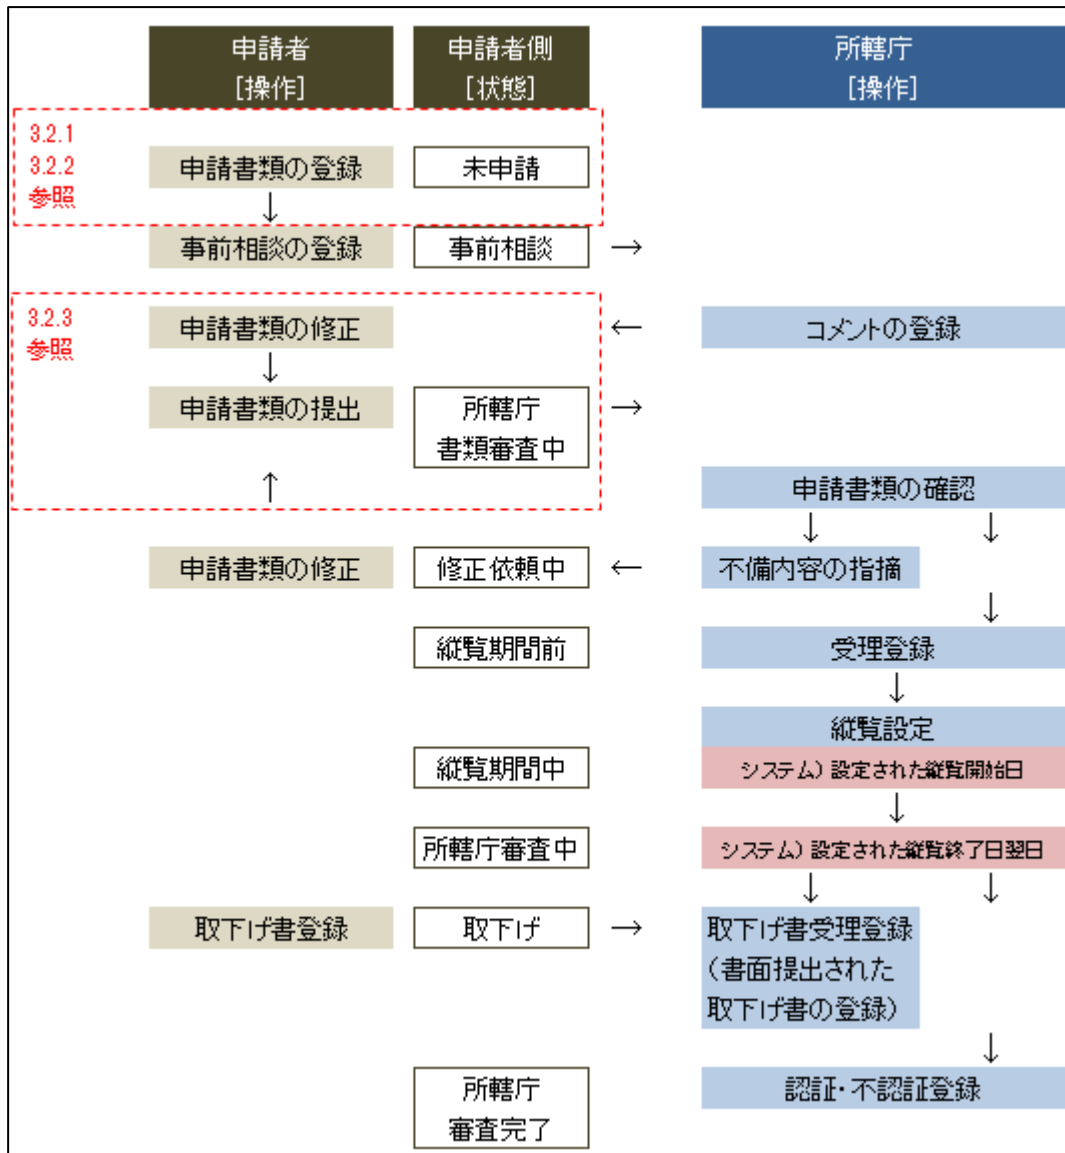 申請者
[操作]
申請者側
[状態]
所轄庁
[操作]
3.2.1
3.2.2
参照
申請書類の登録
未申請
↓
事前相談の登録
事前相談
→
3.2.3
参照
申請書類の修正
←
コメントの登録
↓
申請書類の提出
所轄庁
書類審査中
→
↑
申請書類の確認
↓ ↓
申請書類の修正
修正依頼中
←
不備内容の指摘
↓
縦覧期間前
受理登録
↓
縦覧設定
縦覧期間中
システム）設定された縦覧開始日
↓
所轄庁審査中
システム）設定された縦覧終了日翌日
↓ ↓
取下げ書登録
取下げ
→
取下げ書受理登録
（書面提出された
取下げ書の登録）
↓
所轄庁
審査完了
認証・不認証登録